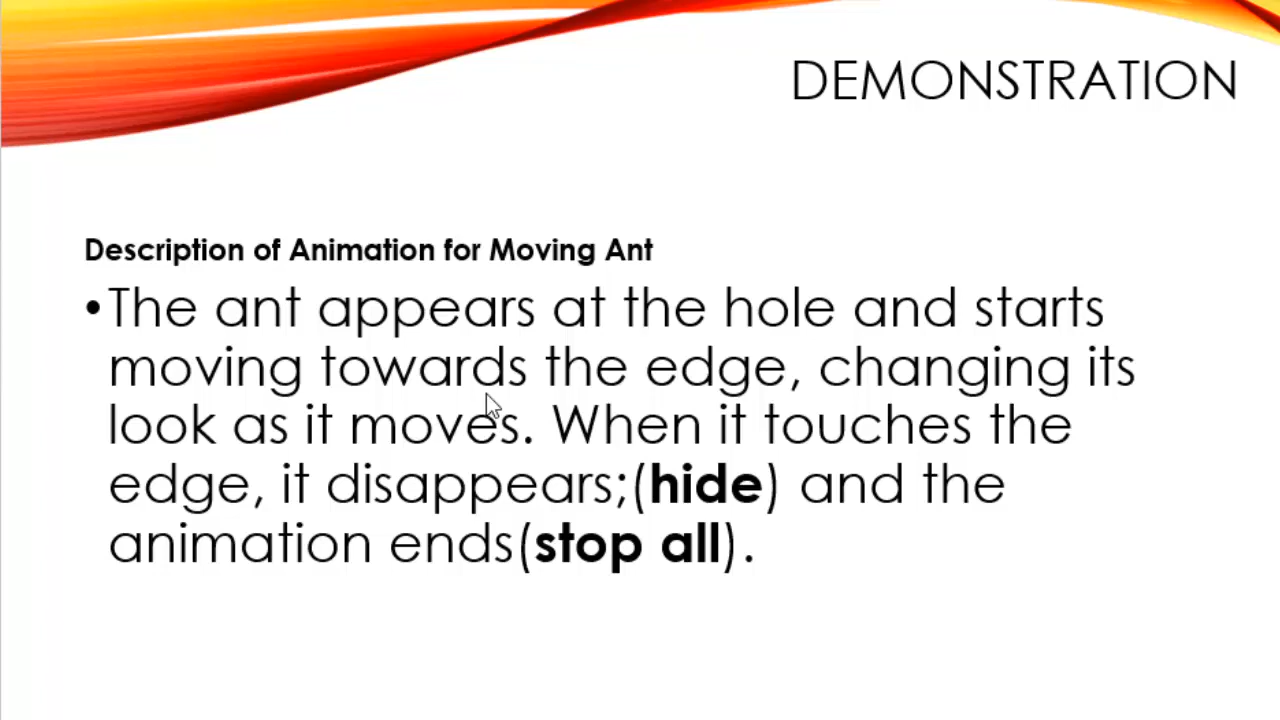 DEMONSTRATION
Description of Animation for Moving Ant
•The ant appears at the hole and starts
moving towards the edge, changing its
look as it moves. When it touches the
edge, it disappears;(hide) and the
animation ends(stop all).